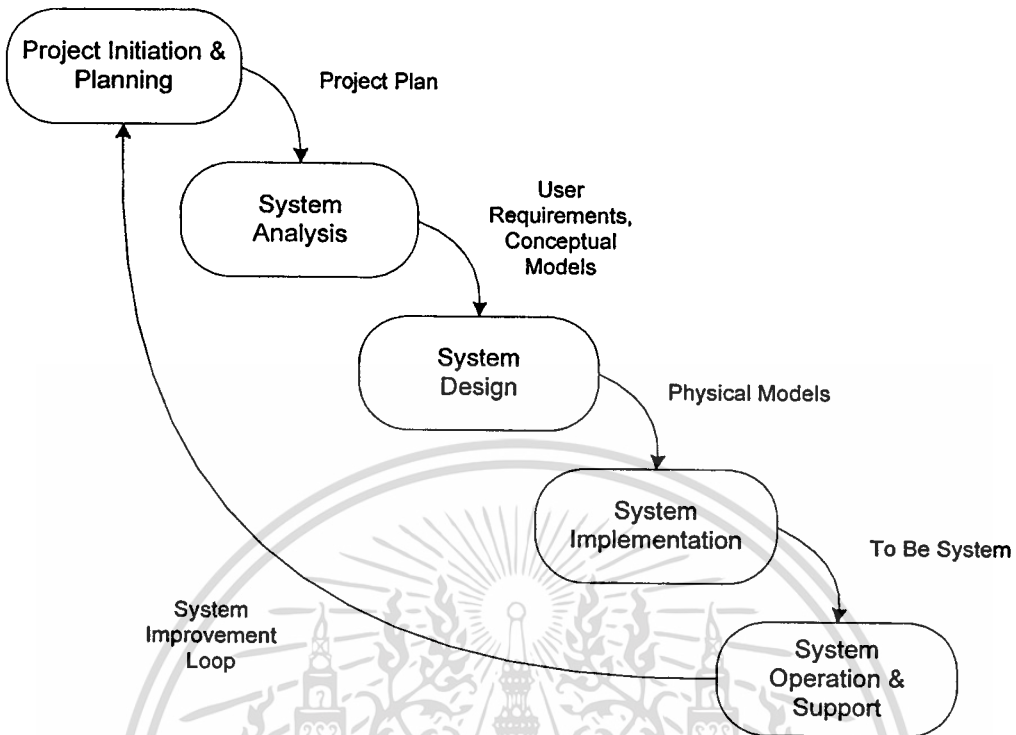 Project Initiation &
Planning
Project Plan
System
Analysis
User
Requirements,
Conceptual
Models
System
Design
Physical Models
System
Implementation
To Be System
System
Improvement
Loop
System
Operation &
Support